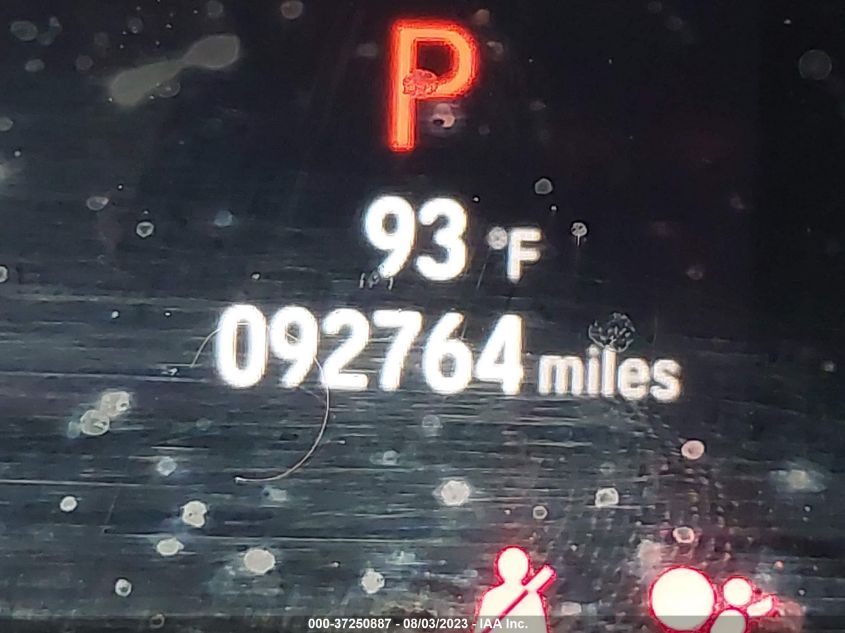 P
93 °F
092764 miles
000-37250887 - 08/03/2023 - IAA Inc.